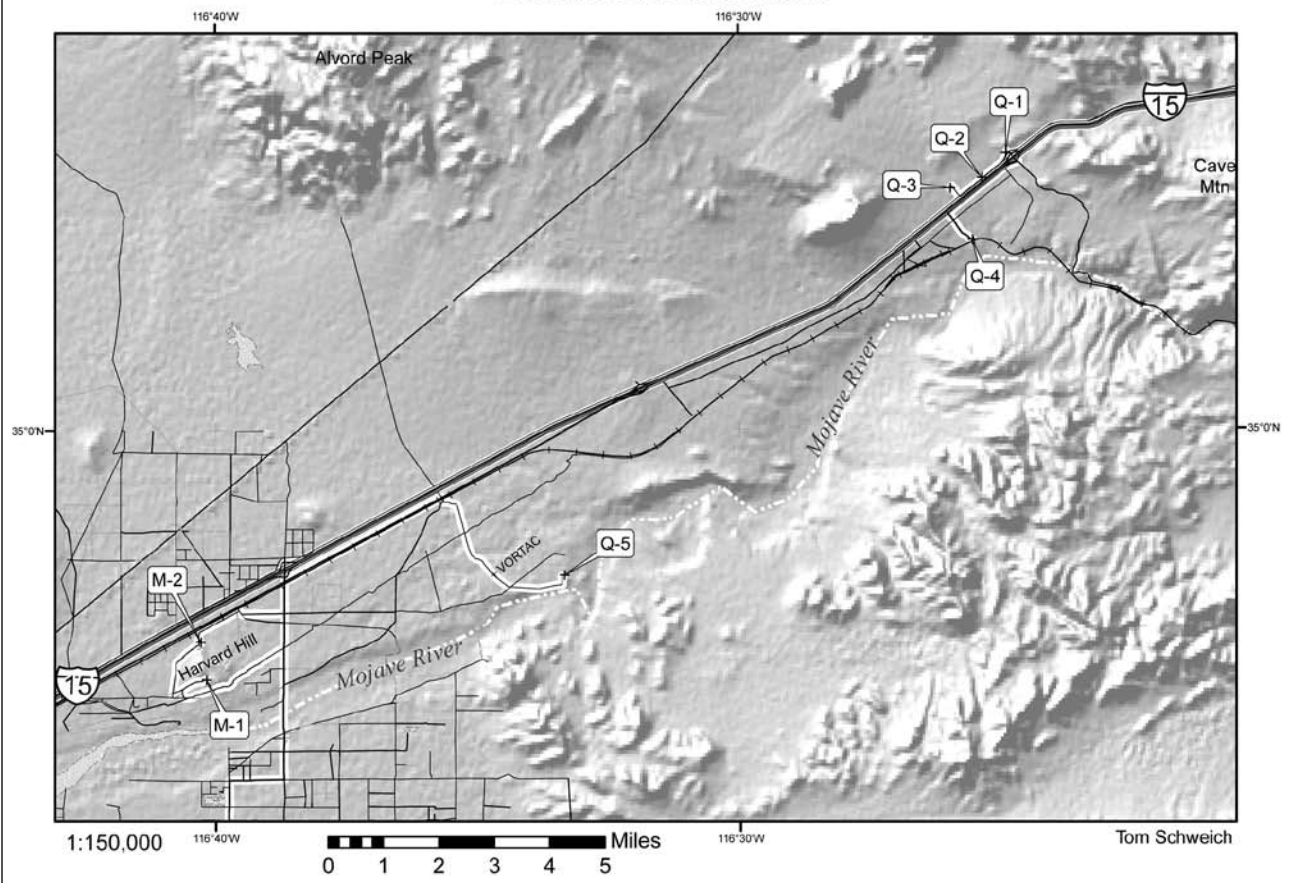 116°40'W
116°30'W
Alvord Peak
15
Q-1
Q-2
Cave
Mtn
Q-3
Q-4
Mojave River
35°0'N
35°0'N
VORTAC
Q-5
M-2
Harvard Hill
Mojave River
15
M-1
1:150,000
116°40'W
Miles
116°30'W
Tom Schweich
0 1 2 3 4 5